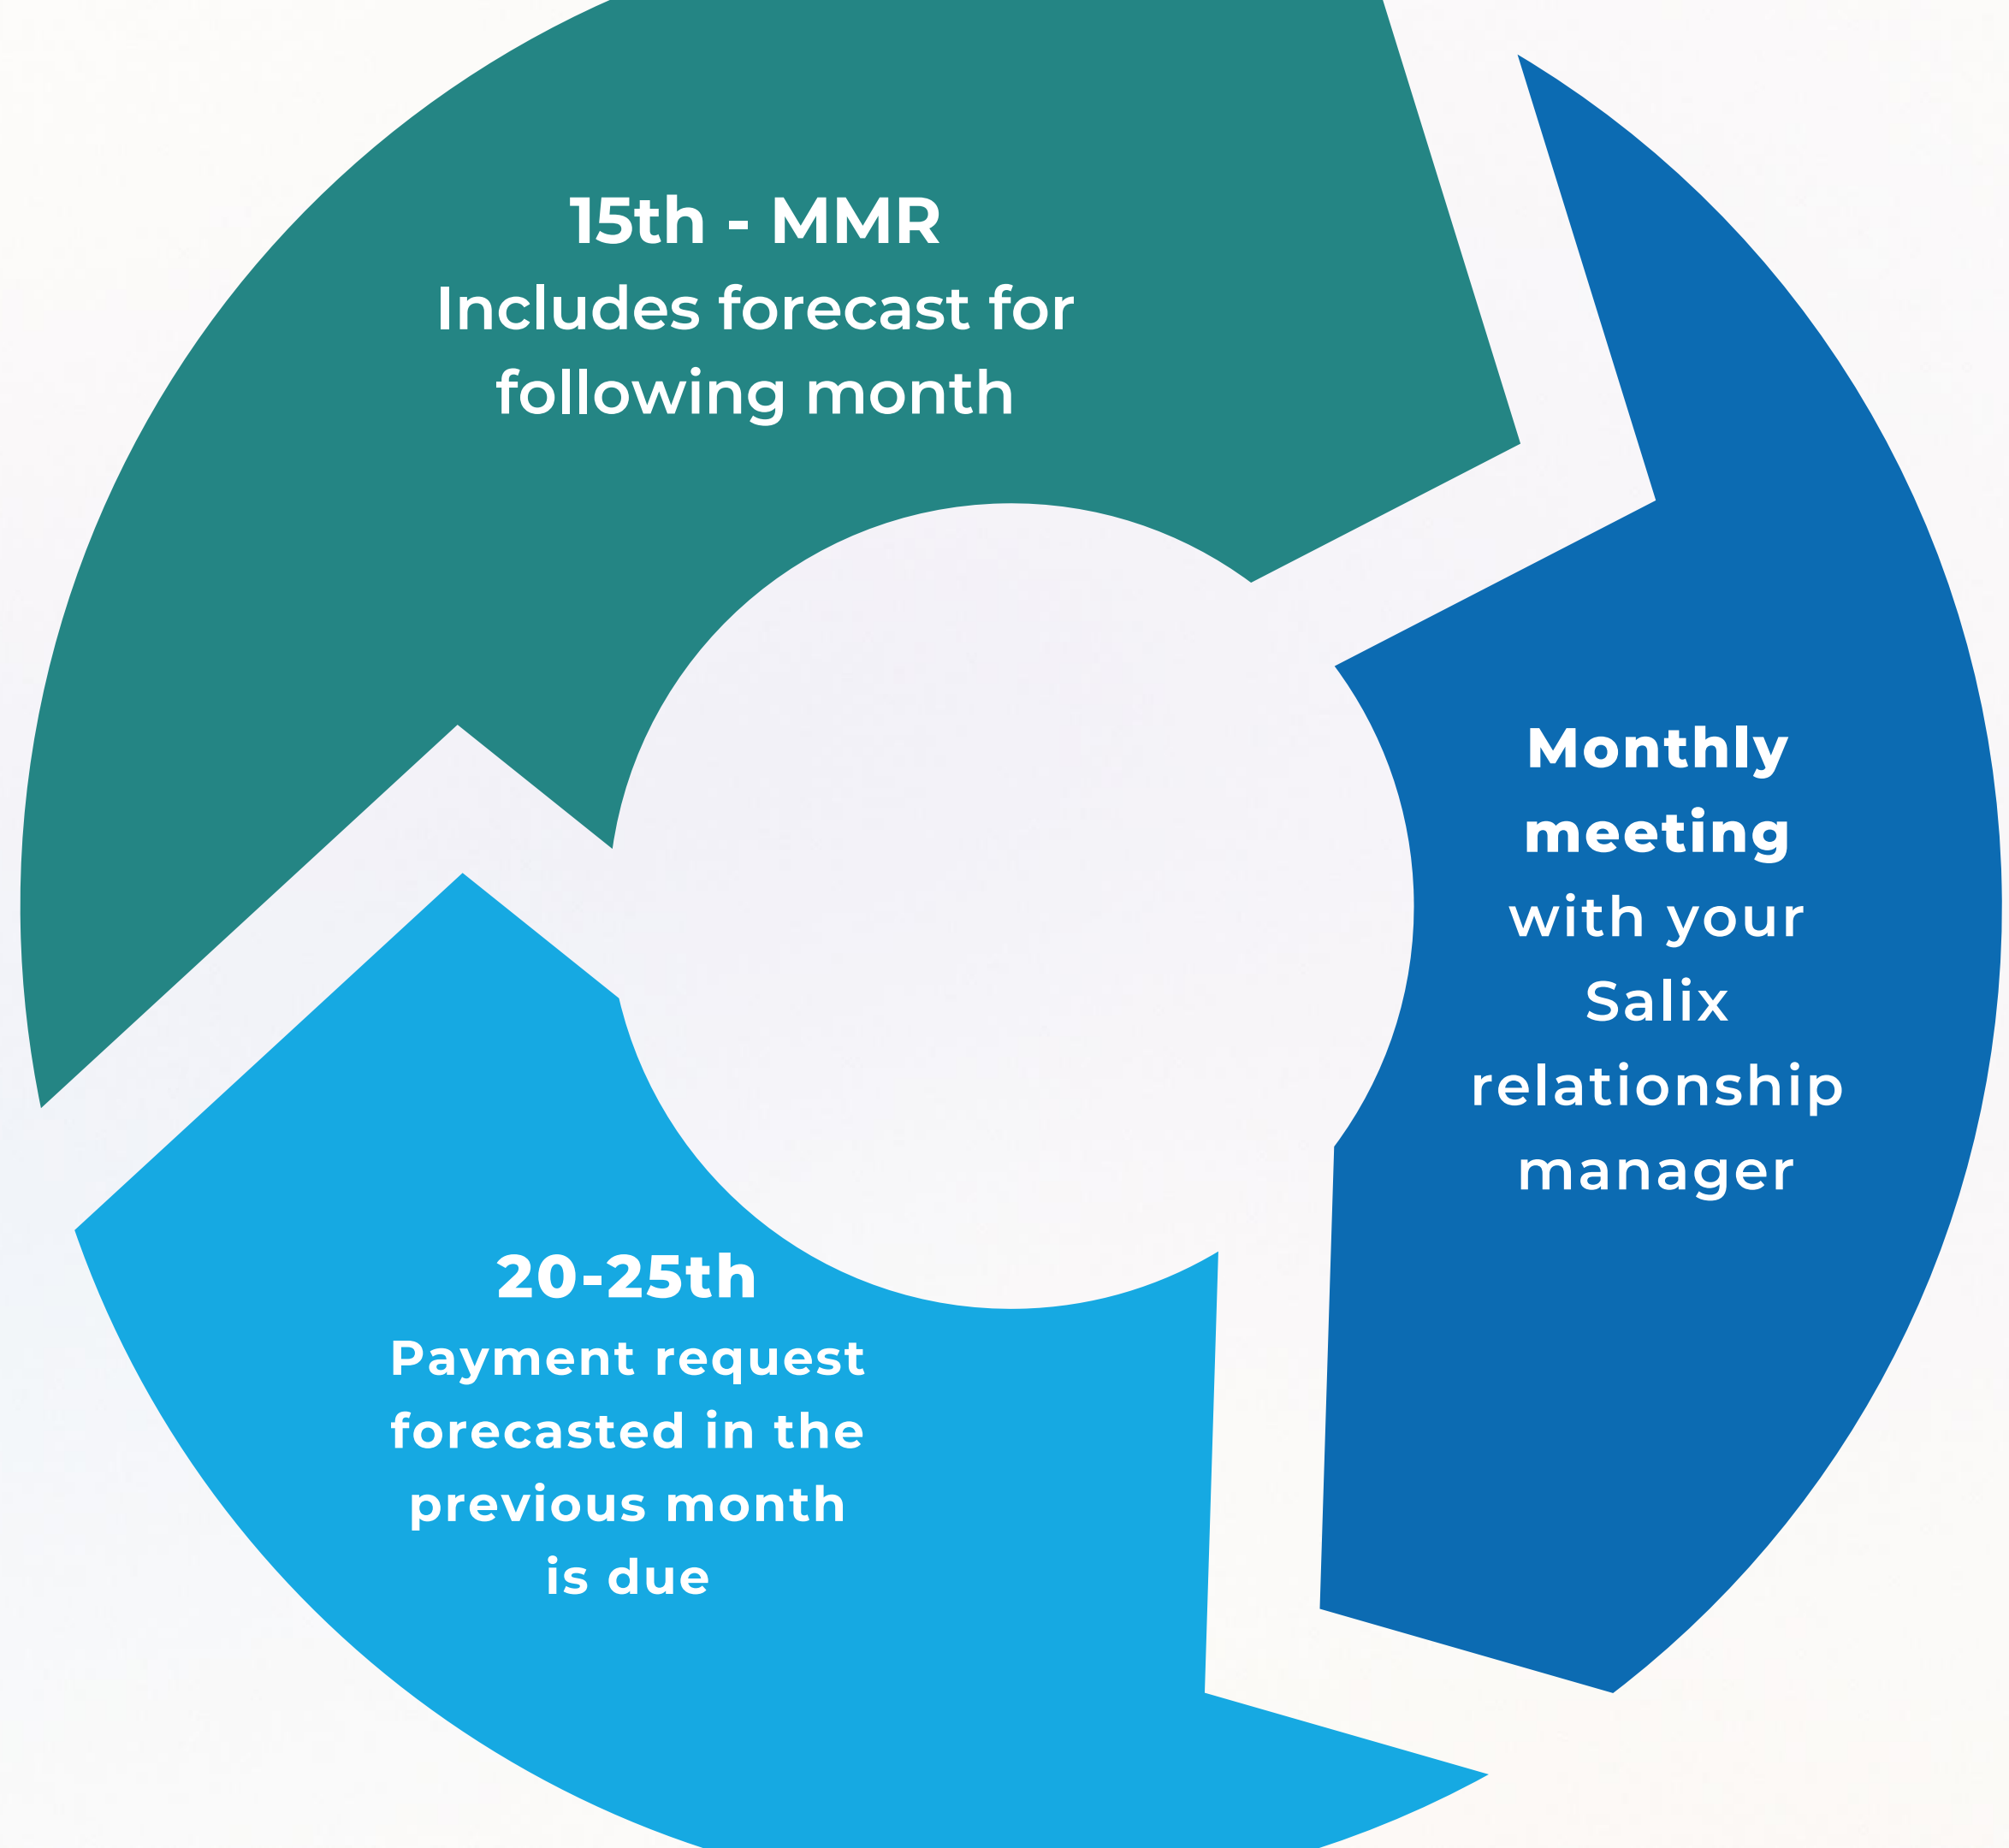 15th - MMR
Includes forecast for
following month
Monthly
meeting
with your
Salix
relationship
manager
20-25th
Payment request
forecasted in the
previous month
is due